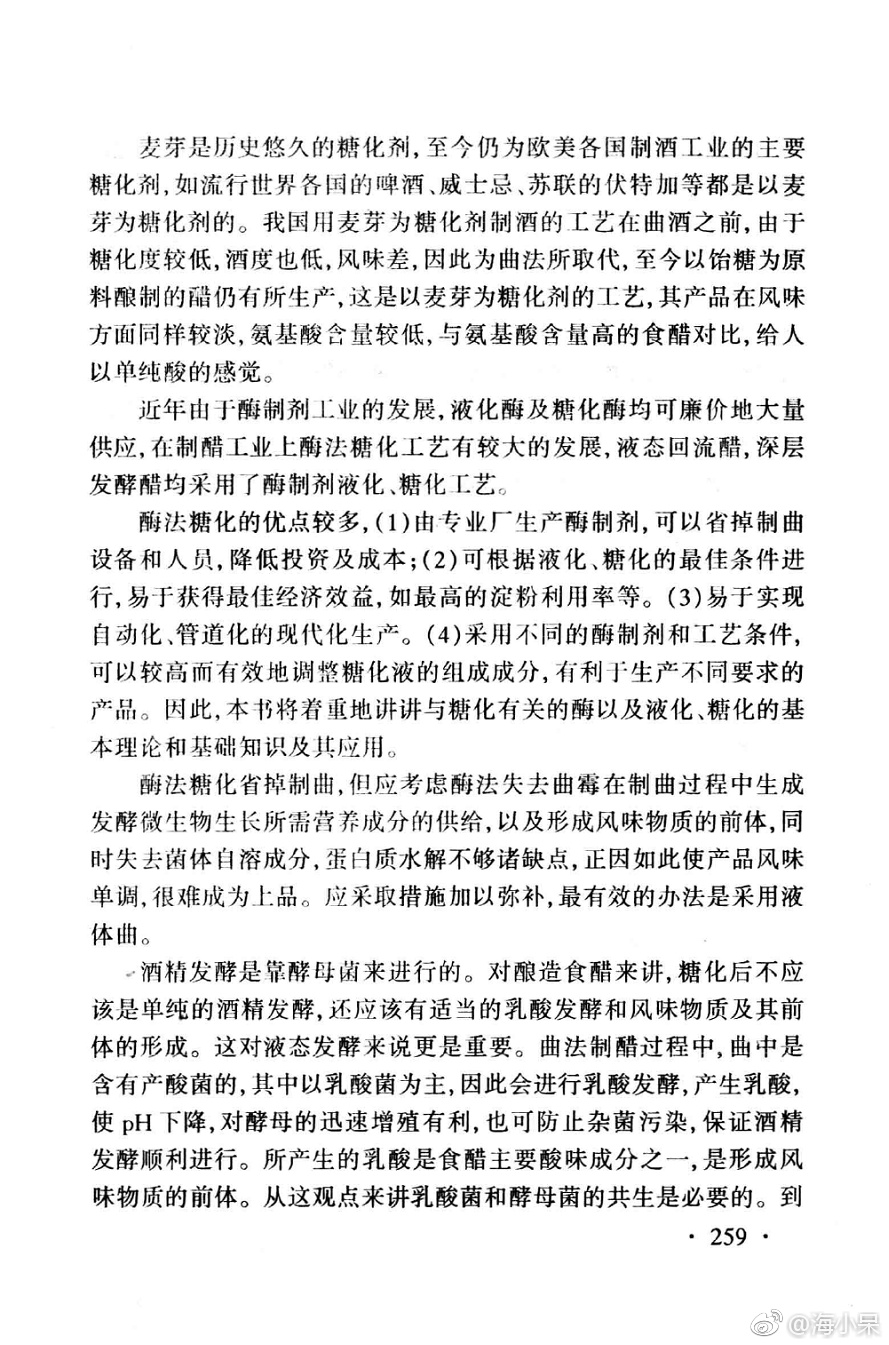 麦芽是历史悠久的糖化剂,至今仍为欧美各国制酒工业的主要
糖化剂,如流行世界各国的啤酒、威士忌、苏联的伏特加等都是以麦
芽为糖化剂的。我国用麦芽为糖化剂制酒的工艺在曲酒之前,由于
糖化度较低,酒度也低,风味差,因此为曲法所取代,至今以饴糖为原
料酿制的醋仍有所生产,这是以麦芽为糖化剂的工艺,其产品在风味
方面同样较淡,氨基酸含量较低,与氨基酸含量高的食醋对比,给人
以单纯酸的感觉。
近年由于酶制剂工业的发展,液化酶及糖化酶均可廉价地大量
供应,在制醋工业上酶法糖化工艺有较大的发展,液态回流醋,深层
发酵醋均采用了酶制剂液化、糖化工艺。
酶法糖化的优点较多,(1)由专业厂生产酶制剂,可以省掉制曲
设备和人员,降低投资及成本;(2)可根据液化、糖化的最佳条件进
行,易于获得最佳经济效益,如最高的淀粉利用率等。(3)易于实现
自动化、管道化的现代化生产。(4)采用不同的酶制剂和工艺条件,
可以较高而有效地调整糖化液的组成成分,有利于生产不同要求的
产品。因此,本书将着重地讲讲与糖化有关的酶以及液化、糖化的基
本理论和基础知识及其应用。
酶法糖化省掉制曲,但应考虑酶法失去曲霉在制曲过程中生成
发酵微生物生长所需营养成分的供给,以及形成风味物质的前体,同
时失去菌体自溶成分,蛋白质水解不够诸缺点,正因如此使产品风味
单调,很难成为上品。应采取措施加以弥补,最有效的办法是采用液
体曲。
酒精发酵是靠酵母菌来进行的。对酿造食醋来讲,糖化后不应
该是单纯的酒精发酵,还应该有适当的乳酸发酵和风味物质及其前
体的形成。这对液态发酵来说更是重要。曲法制醋过程中,曲中是
含有产酸菌的,其中以乳酸菌为主,因此会进行乳酸发酵,产生乳酸,
使 pH 下降,对酵母的迅速增殖有利,也可防止杂菌污染,保证酒精
发酵顺利进行。所产生的乳酸是食醋主要酸味成分之一,是形成风
味物质的前体。从这观点来讲乳酸菌和酵母菌的共生是必要的。到
· 259 ·
@海小呆